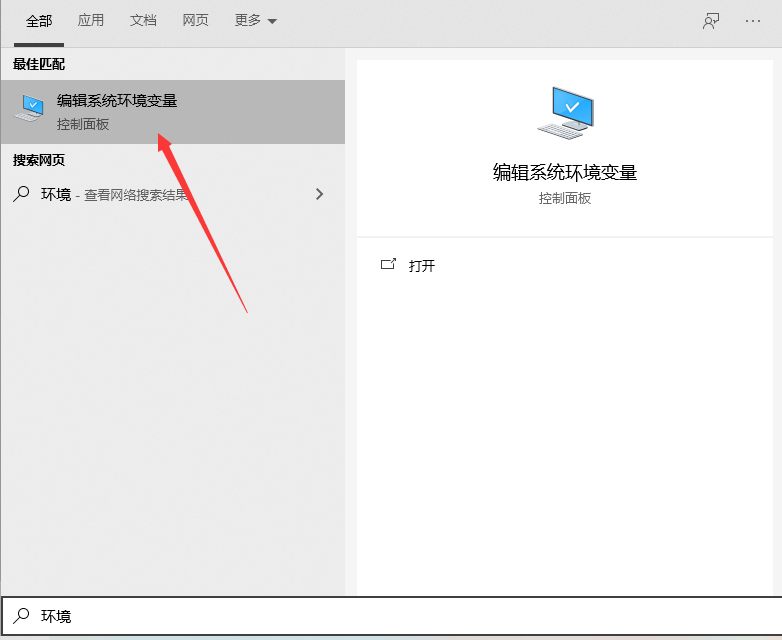 全部 应用 文档 网页 更多
最佳匹配
编辑系统环境变量
控制面板
搜索网页
环境 - 查看网络搜索结果
编辑系统环境变量
控制面板
打开
环境